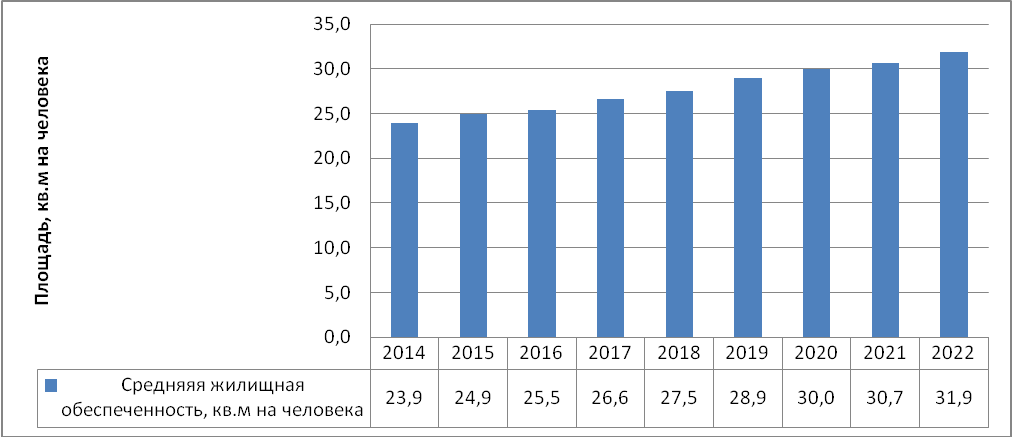 Площадь, кв.м на человека
35,0
30,0
25,0
20,0
15,0
10,0
5,0
0,0
2014 2015 2016 2017 2018 2019 2020 2021 2022
Средняяя жилищная
обеспеченность, кв.м на человека
23,9 24,9 25,5 26,6 27,5 28,9 30,0 30,7 31,9